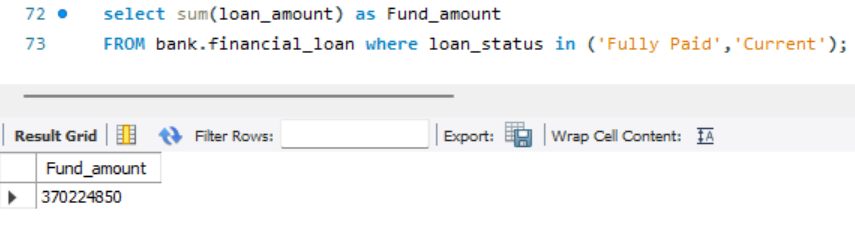 72 select sum(loan_amount) as Fund_amount
73 FROM bank.financial_loan where loan_status in ('Fully Paid','Current');
Result Grid Filter Rows: Export: Wrap Cell Content: IA
Fund_amount
370224850